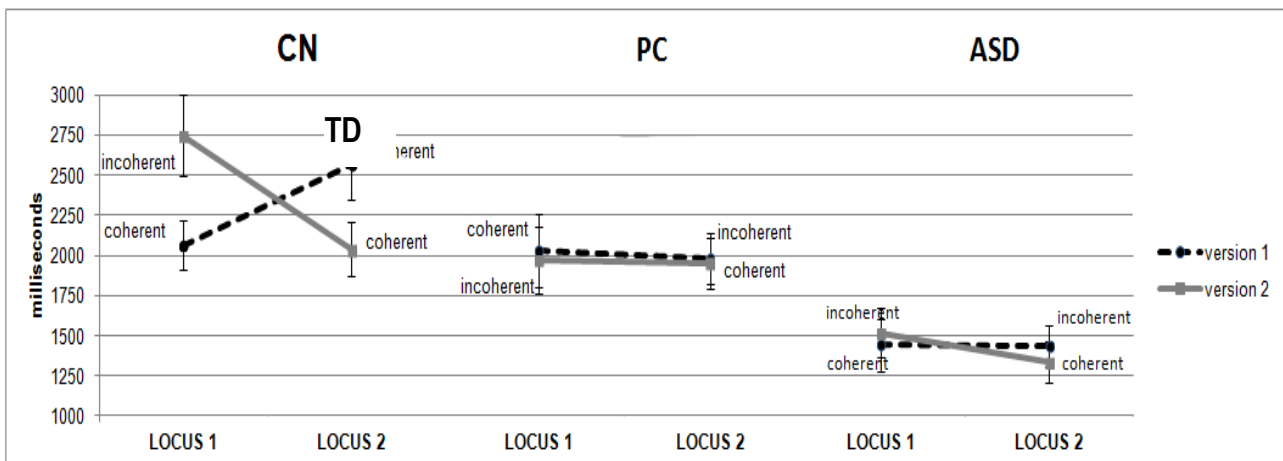 CN PC ASD
3000
2750
TD
incoherent
2500
2250
coherent
coherent
2000
1750
1500
1250
1000
milliseconds
LOCUS 1 LOCUS 2 LOCUS 1 LOCUS 2 LOCUS 1 LOCUS 2
coherent
incoherent
incoherent
coherent
incoherent
coherent
incoherent
coherent
version 1
version 2